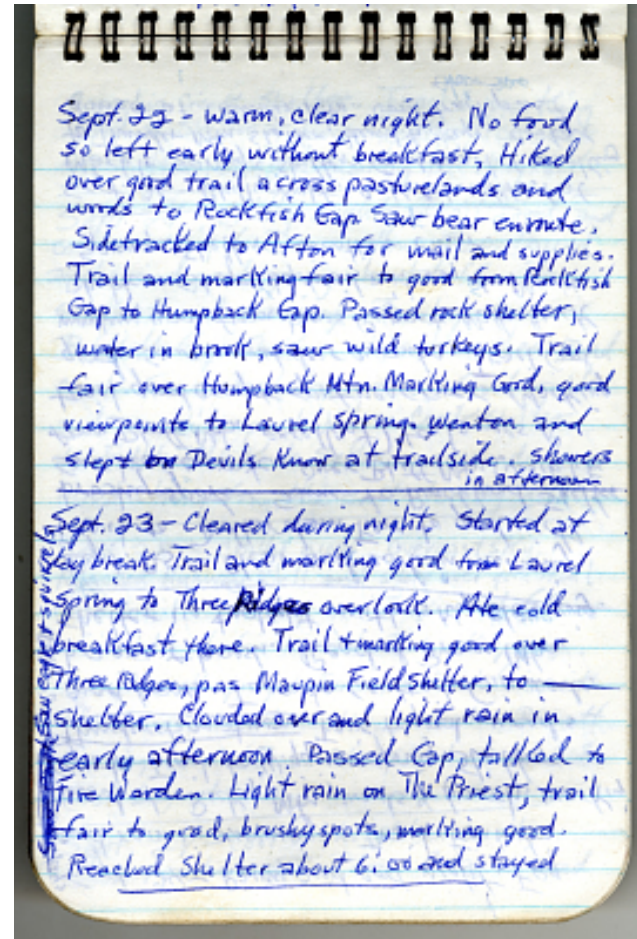 Sept. 22 - Warm, clear night. No food
so left early without breakfast, Hiked
over good trail across pasturelands and
woods to Rockfish Gap Saw bear enroute.
Sidetracked to Afton for mail and supplies.
Trail and marking fair to good from Rockfish
Gap to Humpback Gap. Passed rock shelter,
water in brook, saw wild turkeys. Trail
fair over Humpback Mtn. Marking Good, good
viewpoints to Laurel Spring. Went on and
slept on Devils Know at trailside. Showers
in afternoon
Sept. 23 - Cleared during night. Started at
daybreak. Trail and marking good from Laurel
Spring to Three Ridges overlook. Ate cold
breakfast there. Trail + marking good over
Three Ridges, pas Maupin Field Shelter, to —
shelter. Clouded over and light rain in
early afternoon Passed Gap, talked to
fire Warden. Light rain on The Priest, trail
fair to good, brushy spots, marking good.
Reached Shelter about 6:00 and stayed
Saw squirrels